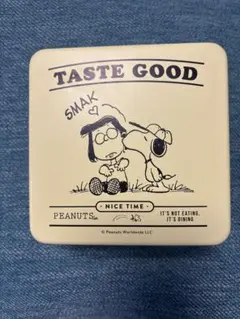 TASTE GOOD
SMAK
NICE TIME
PEANUTS
IT'S NOT EATING,
IT'S DINING
© Peanuts Worldwide LLC